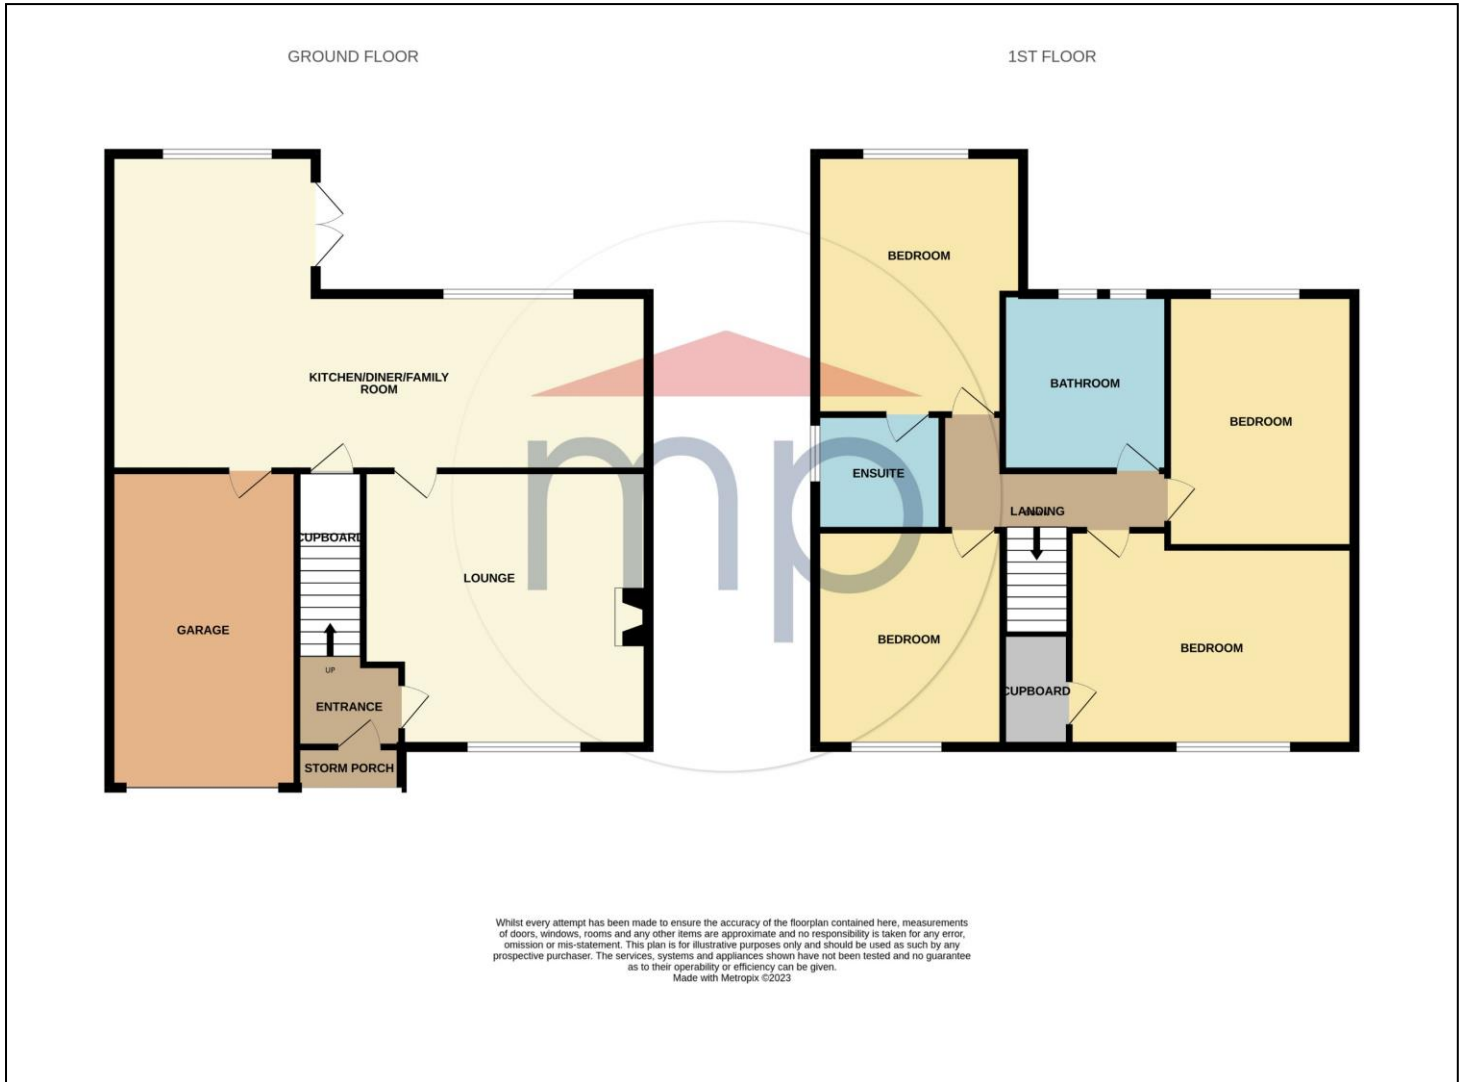 GROUND FLOOR
1ST FLOOR
KITCHEN/DINER/FAMILY
ROOM
CUPBOARD
LOUNGE
GARAGE
UP
ENTRANCE
STORM PORCH
BEDROOM
BATHROOM
BEDROOM
ENSUITE
LANDING
BEDROOM
BEDROOM
CUPBOARD
mp
Whilst every attempt has been made to ensure the accuracy of the floorplan contained here, measurements
of doors, windows, rooms and any other items are approximate and no responsibility is taken for any error,
omission or mis-statement. This plan is for illustrative purposes only and should be used as such by any
prospective purchaser. The services, systems and appliances shown have not been tested and no guarantee
as to their operability or efficiency can be given.
Made with Metropix ©2023